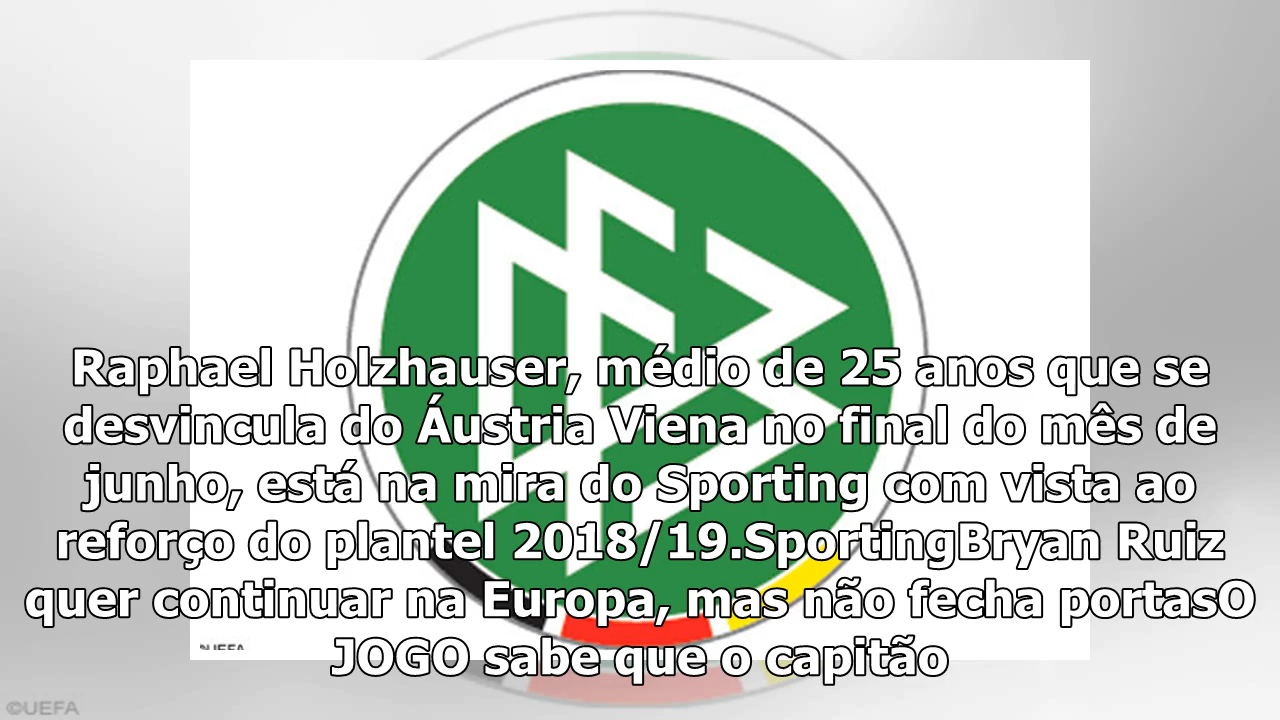 Raphael Holzhauser, médio de 25 anos que se
desvincula do Áustria Viena no final do mês de
junho, está na mira do Sporting com vista ao
reforço do plantel 2018/19.SportingBryan Ruiz
quer continuar na Europa, mas não fecha portasO
JOGO sabe que o capitão
©UEFA